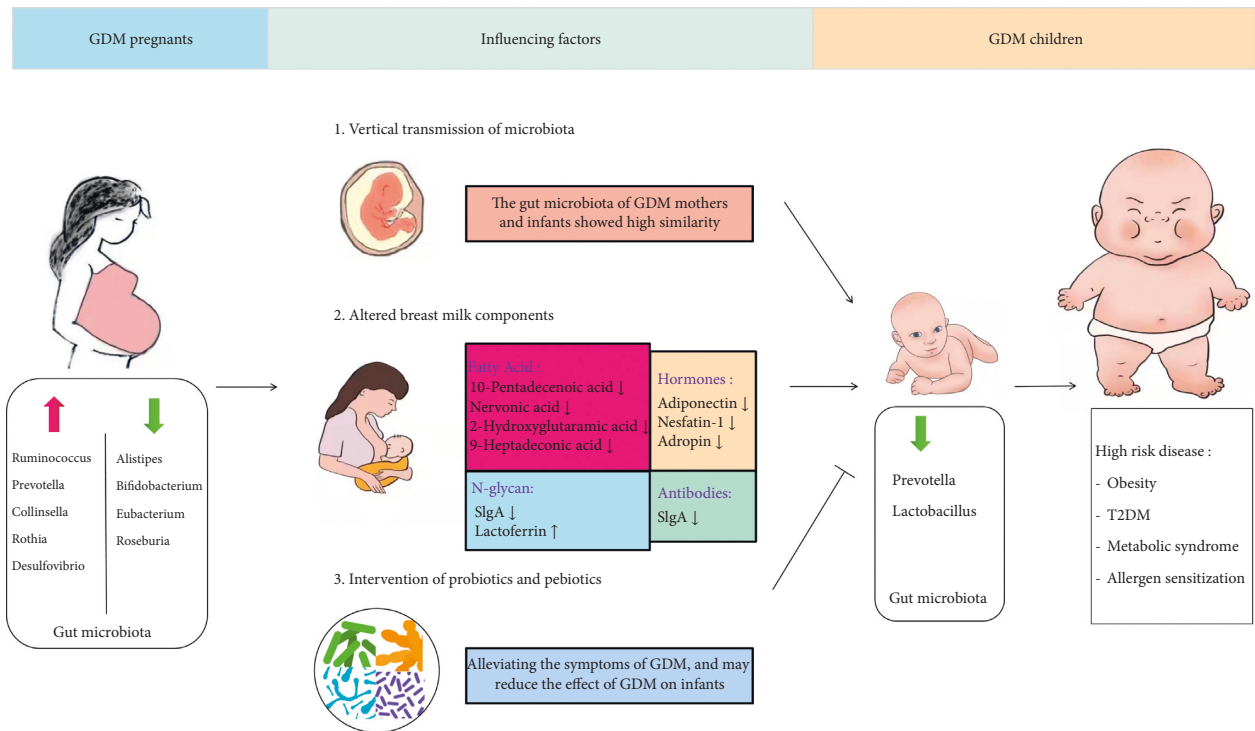 GDM pregnants
Influencing factors
GDM children
1. Vertical transmission of microbiota
The gut microbiota of GDM mothers
and infants showed high similarity
2. Altered breast milk components
Fatty Acid :
10-Pentadecenoic acid ↓
Nervonic acid ↓
2-Hydroxyglutaramic acid ↓
9-Heptadeconic acid ↓
Hormones :
Adiponectin ↓
Nesfatin-1 ↓
Adropin ↓
N-glycan:
SlgA ↓
Lactoferrin ↑
Antibodies:
SlgA ↓
3. Intervention of probiotics and pebiotics
Alleviating the symptoms of GDM, and may
reduce the effect of GDM on infants
Ruminococcus
Prevotella
Collinsella
Rothia
Desulfovibrio
Alistipes
Bifidobacterium
Eubacterium
Roseburia
Gut microbiota
Prevotella
Lactobacillus
Gut microbiota
High risk disease :
- Obesity
- T2DM
- Metabolic syndrome
- Allergen sensitization